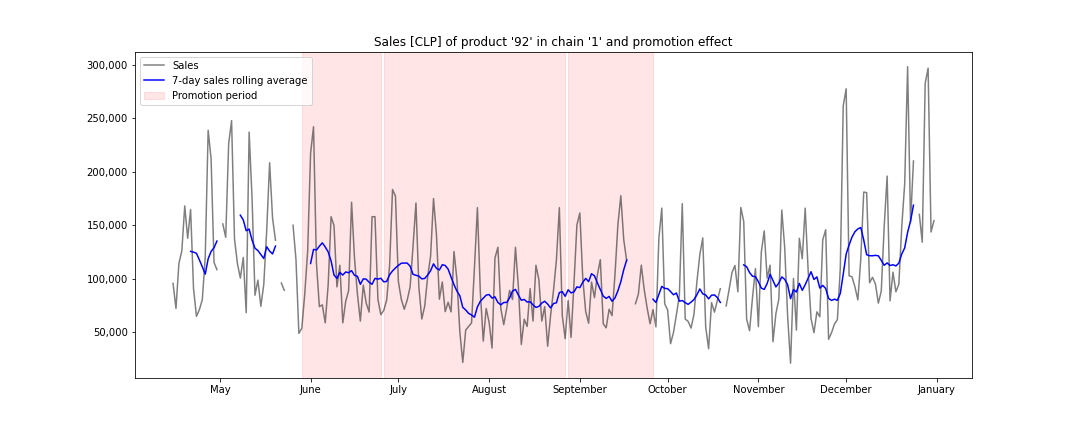 Sales [CLP] of product '92' in chain '1' and promotion effect
Sales
7-day sales rolling average
Promotion period
300,000
250,000
200,000
150,000
100,000
50,000
May June July August September October November December January